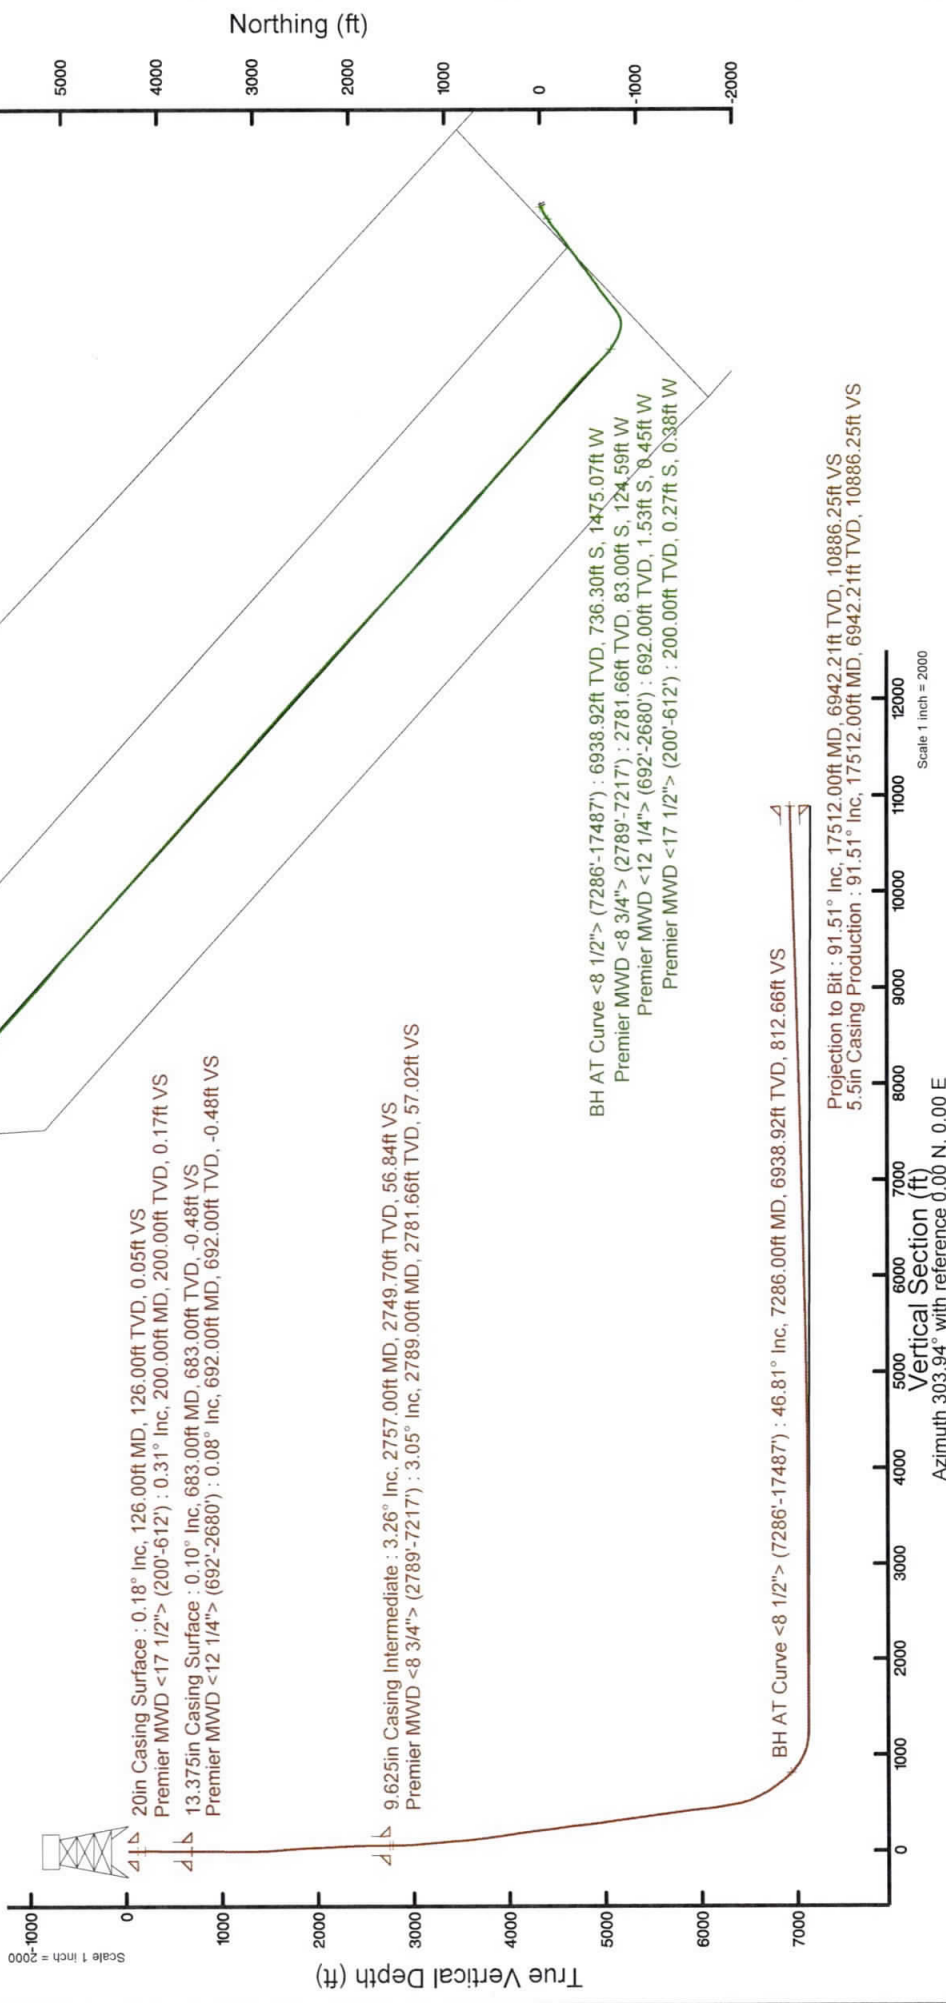 Northing (ft)
5000
4000
3000
2000
1000
0
-1000
-2000
BH AT Curve <8 1/2"> (7286'-17487') : 6938.92ft TVD, 736.30ft S, 1475.07ft W
Premier MWD <8 3/4"> (2789'-7217') : 2781.66ft TVD, 83.00ft S, 124.59ft W
Premier MWD <12 1/4"> (692'-2680') : 692.00ft TVD, 1.53ft S, 0.45ft W
Premier MWD <17 1/2"> (200'-612') : 200.00ft TVD, 0.27ft S, 0.38ft W
Scale 1 inch = 2000
True Vertical Depth (ft)
-1000
0
1000
2000
3000
4000
5000
6000
7000
20in Casing Surface : 0.18° Inc, 126.00ft MD, 126.00ft TVD, 0.05ft VS
Premier MWD <17 1/2"> (200'-612') : 0.31° Inc, 200.00ft MD, 200.00ft TVD, 0.17ft VS
13.375in Casing Surface : 0.10° Inc, 683.00ft MD, 683.00ft TVD, -0.48ft VS
Premier MWD <12 1/4"> (692'-2680') : 0.08° Inc, 692.00ft MD, 692.00ft TVD, -0.48ft VS
9.625in Casing Intermediate : 3.26° Inc, 2757.00ft MD, 2749.70ft TVD, 56.84ft VS
Premier MWD <8 3/4"> (2789'-7217') : 3.05° Inc, 2789.00ft MD, 2781.66ft TVD, 57.02ft VS
BH AT Curve <8 1/2"> (7286'-17487') : 46.81° Inc, 7286.00ft MD, 6938.92ft TVD, 812.66ft VS
Projection to Bit : 91.51° Inc, 17512.00ft MD, 6942.21ft TVD, 10886.25ft VS
5.5in Casing Production : 91.51° Inc, 17512.00ft MD, 6942.21ft TVD, 10886.25ft VS
0
1000
2000
3000
4000
5000
6000
7000
8000
9000
10000
11000
12000
Vertical Section (ft)
Scale 1 inch = 2000
Azimuth 303.94° with reference 0.00 N, 0.00 E